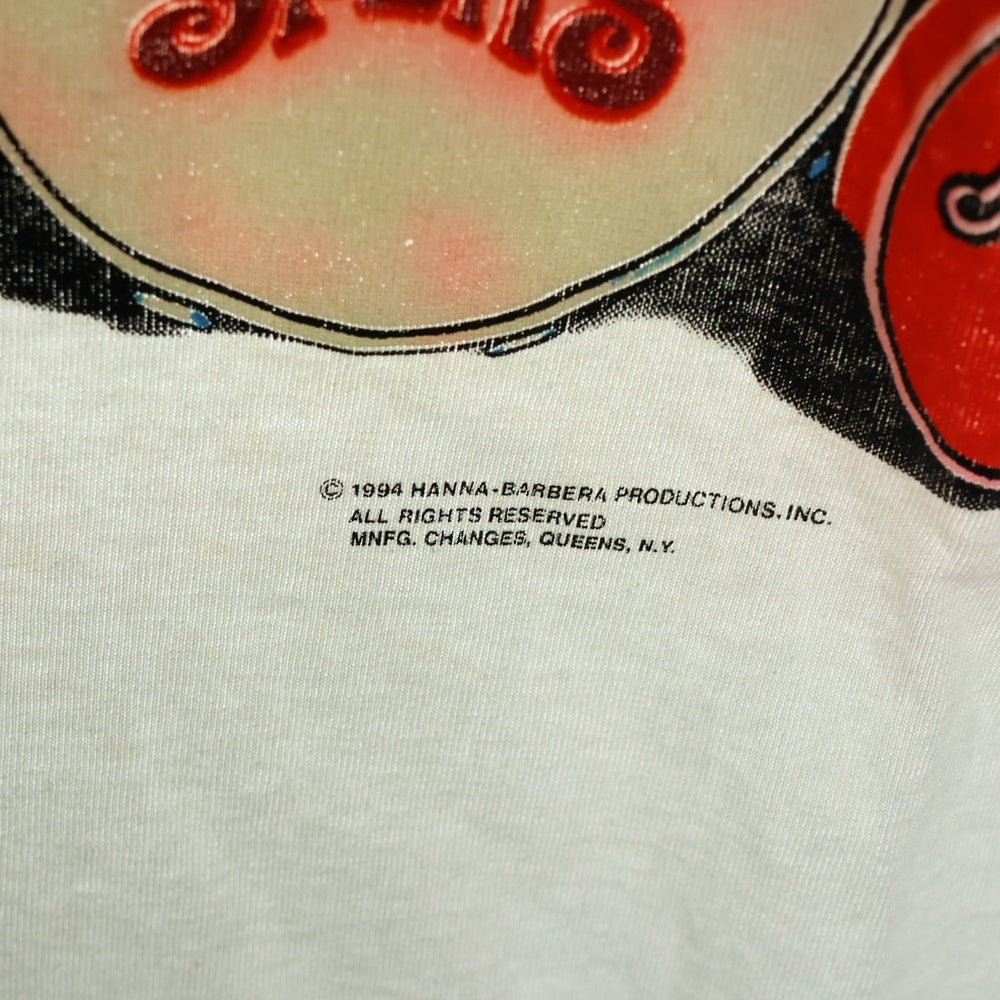 © 1994 HANNA-BARBERA PRODUCTIONS, INC.
ALL RIGHTS RESERVED
MNFG. CHANGES, QUEENS, N.Y.